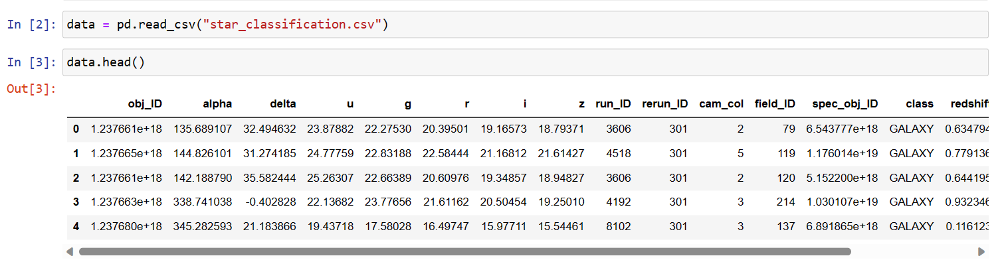 In [2]: data = pd.read_csv("star_classification.csv")
In [3]: data.head()
Out[3]:
obj_ID alpha delta u g r i z run_ID rerun_ID cam_col field_ID spec_obj_ID class redshift
0 1.237661e+18 135.689107 32.494632 23.87882 22.27530 20.39501 19.16573 18.79371 3606 301 2 79 6.543777e+18 GALAXY 0.634794
1 1.237665e+18 144.826101 31.274185 24.77759 22.83188 22.58444 21.16812 21.61427 4518 301 5 119 1.176014e+19 GALAXY 0.779136
2 1.237661e+18 142.188790 35.582444 25.26307 22.66389 20.60976 19.34857 18.94827 3606 301 2 120 5.152200e+18 GALAXY 0.644195
3 1.237663e+18 338.741038 -0.402828 22.13682 23.77656 21.61162 20.50454 19.25010 4192 301 3 214 1.030107e+19 GALAXY 0.932346
4 1.237680e+18 345.282593 21.183866 19.43718 17.58028 16.49747 15.97711 15.54461 8102 301 3 137 6.891865e+18 GALAXY 0.116123